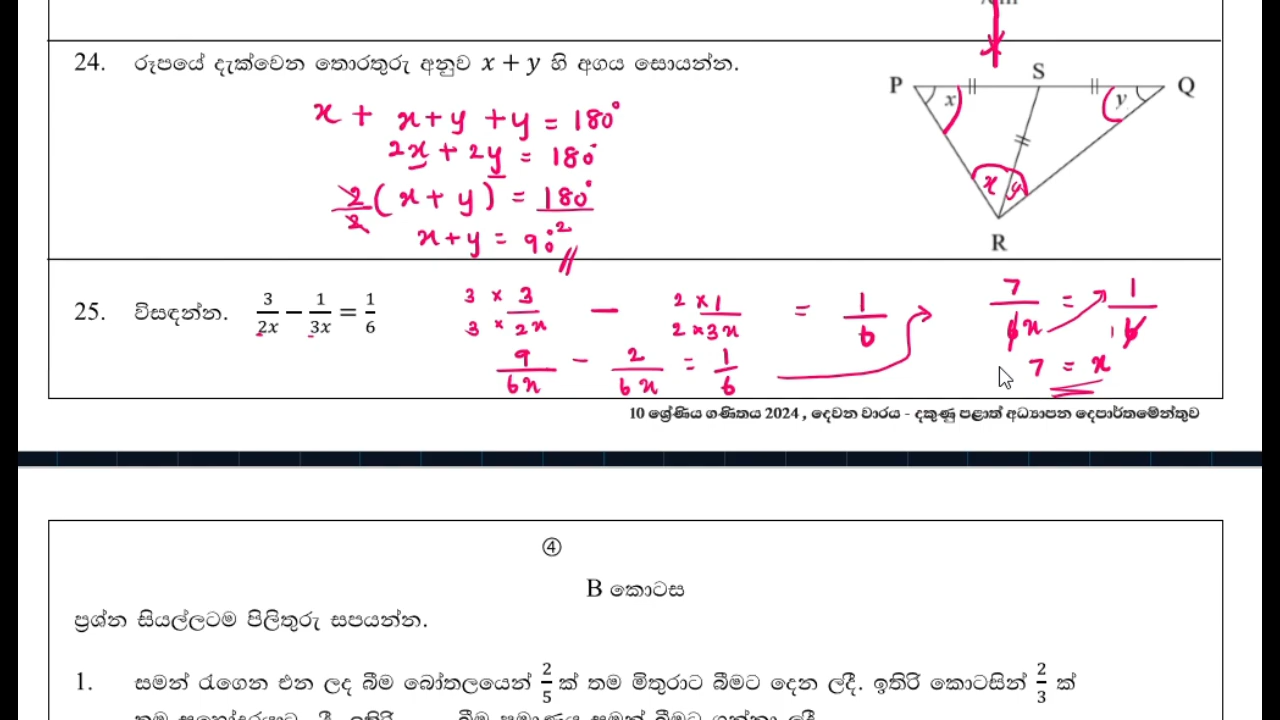 24. රූපයේ දැක්වෙන තොරතුරු අනුව x + y හි අගය සොයන්න.
P S Q
x y
x y
R
x + x+y +y = 180°
2x + 2y = 180°
2/2 (x + y) = 180°/2
x+y = 90°
25. විසඳන්න. 3/2x − 1/3x = 1/6
3 × 3 / 3 × 2x − 2 × 1 / 2 × 3x = 1/6
9/6x − 2/6x = 1/6
7/6x = 1/6
7 = x
10 ශ්‍රේණිය ගණිතය 2024 , දෙවන වාරය - දකුණු පළාත් අධ්‍යාපන දෙපාර්තමේන්තුව
④
B කොටස
ප්‍රශ්න සියල්ලටම පිලිතුරු සපයන්න.
1. සමන් රැගෙන එන ලද බීම බෝතලයෙන් 2/5 ක් තම මිතුරාට බීමට දෙන ලදී. ඉතිරි කොටසින් 2/3 ක්